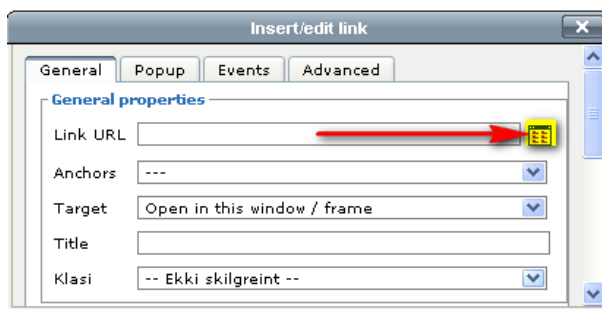 Insert/edit link
General Popup Events Advanced
General properties
Link URL
Anchors ---
Target Open in this window / frame
Title
Klasi -- Ekki skilgreint --